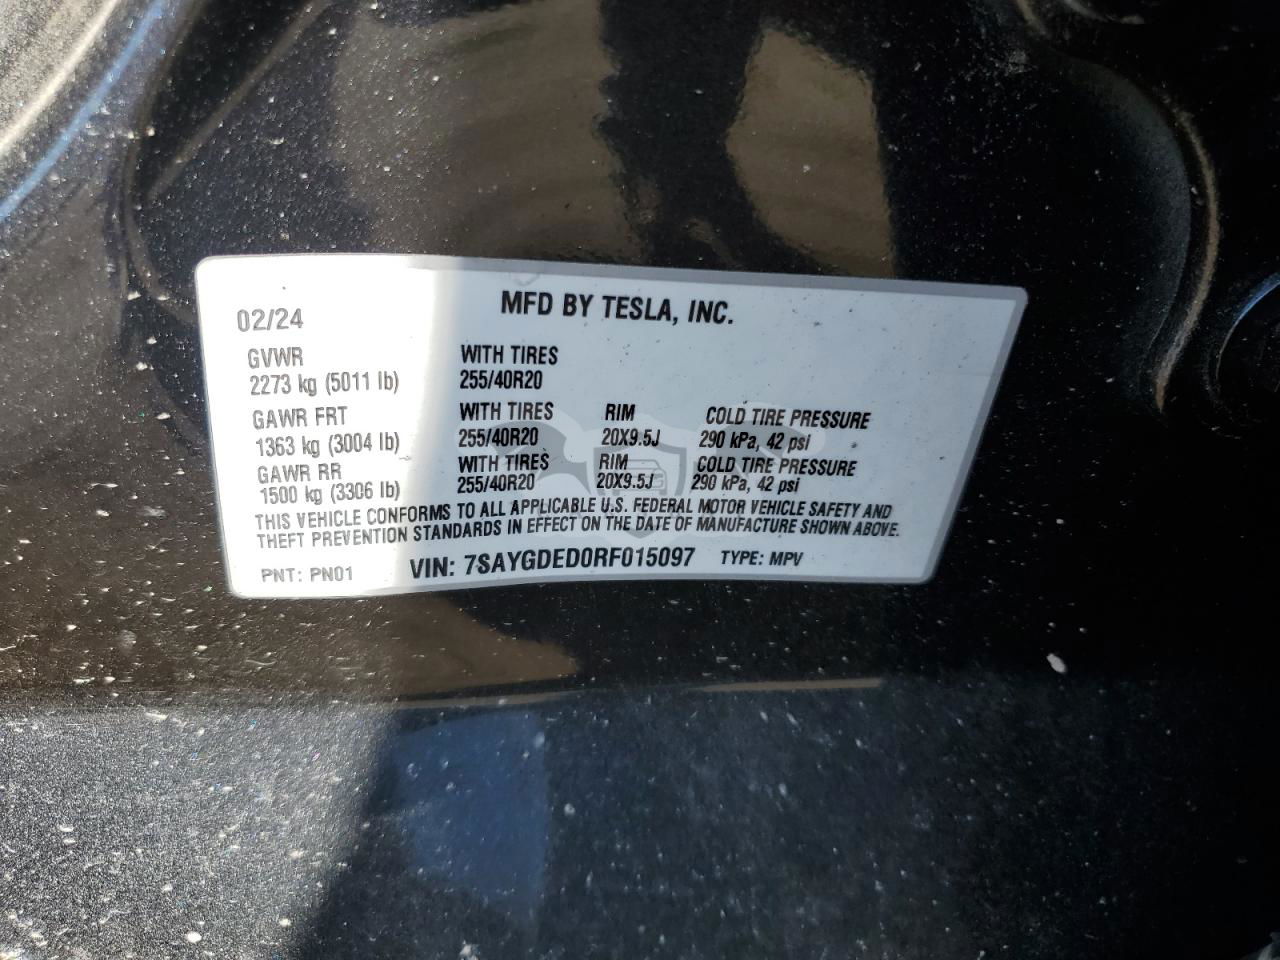 02/24 MFD BY TESLA, INC.
GVWR WITH TIRES
2273 kg (5011 lb) 255/40R20
GAWR FRT WITH TIRES RIM COLD TIRE PRESSURE
1363 kg (3004 lb) 255/40R20 20X9.5J 290 kPa, 42 psi
GAWR RR WITH TIRES RIM COLD TIRE PRESSURE
1500 kg (3306 lb) 255/40R20 20X9.5J 290 kPa, 42 psi
THIS VEHICLE CONFORMS TO ALL APPLICABLE U.S. FEDERAL MOTOR VEHICLE SAFETY AND
THEFT PREVENTION STANDARDS IN EFFECT ON THE DATE OF MANUFACTURE SHOWN ABOVE.
PNT: PN01 VIN: 7SAYGDED0RF015097 TYPE: MPV